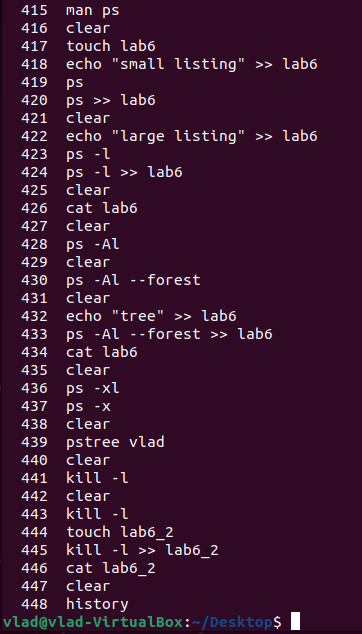 415 man ps
416 clear
417 touch lab6
418 echo "small listing" >> lab6
419 ps
420 ps >> lab6
421 clear
422 echo "large listing" >> lab6
423 ps -l
424 ps -l >> lab6
425 clear
426 cat lab6
427 clear
428 ps -Al
429 clear
430 ps -Al --forest
431 clear
432 echo "tree" >> lab6
433 ps -Al --forest >> lab6
434 cat lab6
435 clear
436 ps -xl
437 ps -x
438 clear
439 pstree vlad
440 clear
441 kill -l
442 clear
443 kill -l
444 touch lab6_2
445 kill -l >> lab6_2
446 cat lab6_2
447 clear
448 history
vlad@vlad-VirtualBox:~/Desktop$